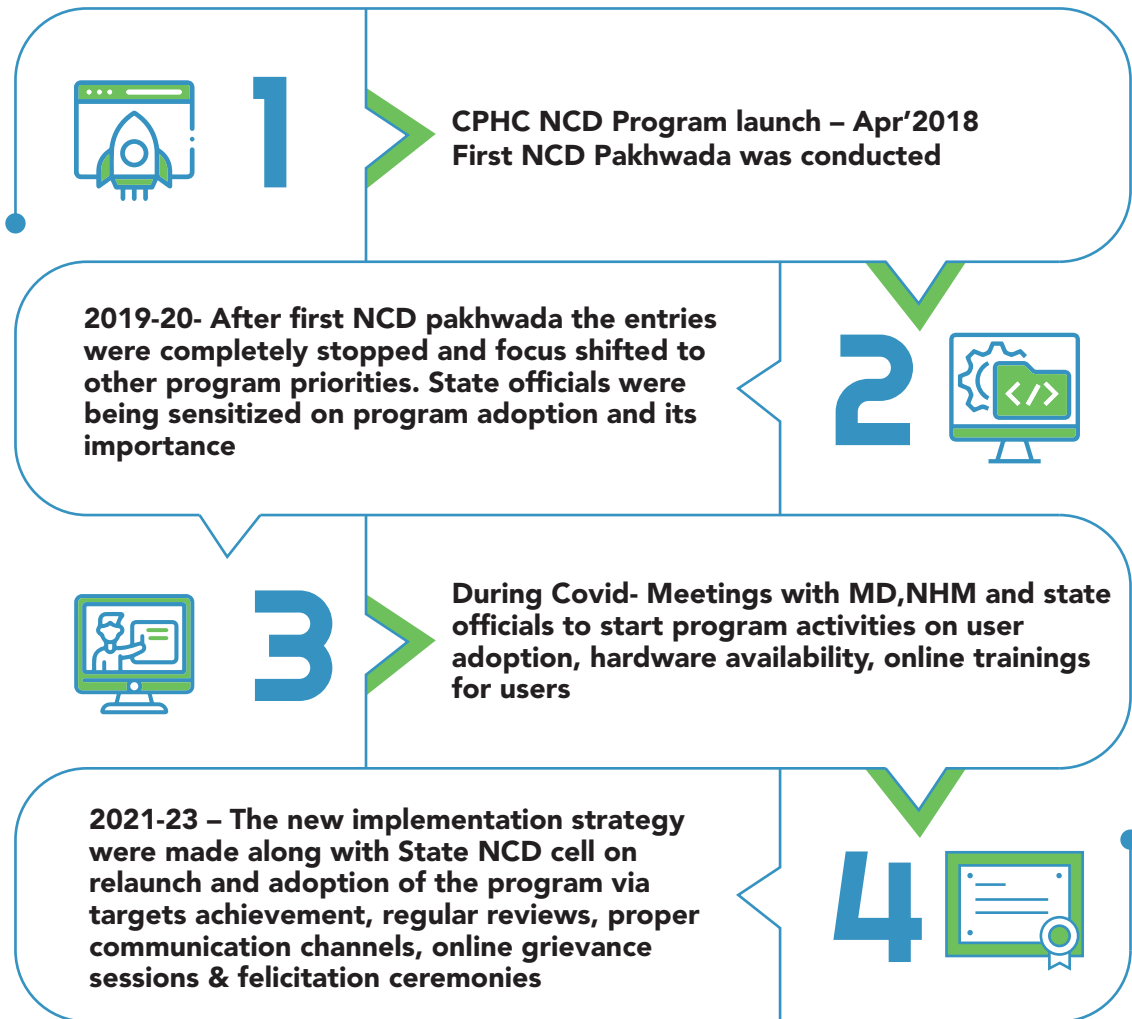 1
CPHC NCD Program launch – Apr’2018
First NCD Pakhwada was conducted
2019-20- After first NCD pakhwada the entries
were completely stopped and focus shifted to
other program priorities. State officials were
being sensitized on program adoption and its
importance
2
</>
3
During Covid- Meetings with MD,NHM and state
officials to start program activities on user
adoption, hardware availability, online trainings
for users
2021-23 – The new implementation strategy
were made along with State NCD cell on
relaunch and adoption of the program via
targets achievement, regular reviews, proper
communication channels, online grievance
sessions & felicitation ceremonies
4